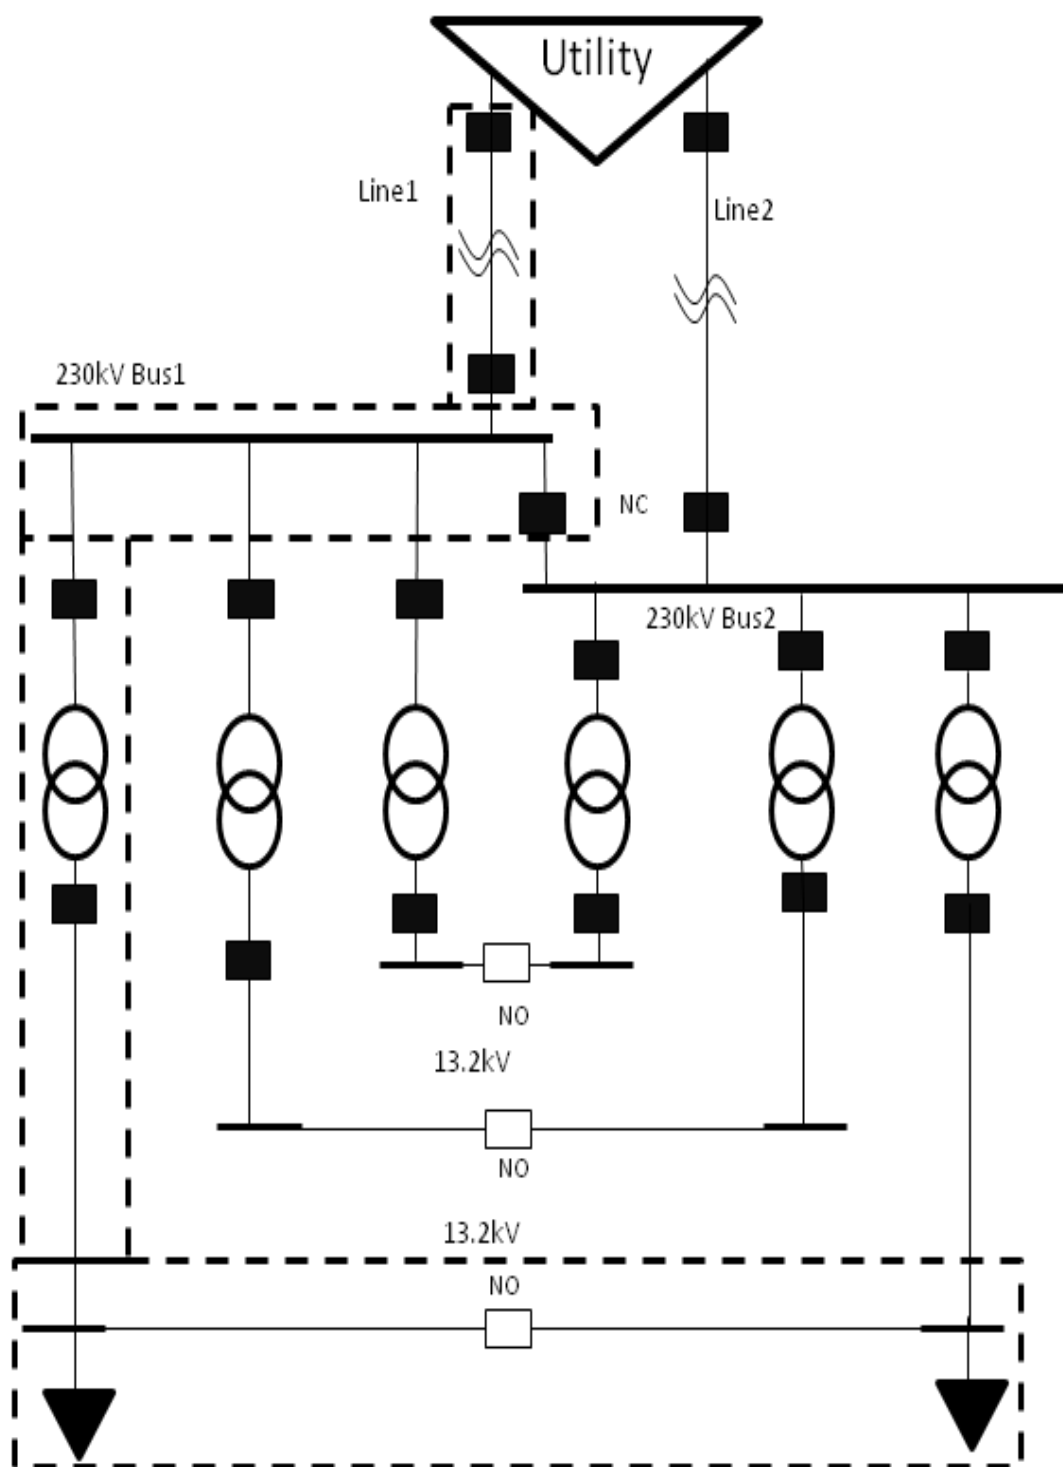 Utility
Line1
Line2
230kV Bus1
NC
230kV Bus2
NO
13.2kV
NO
13.2kV
NO